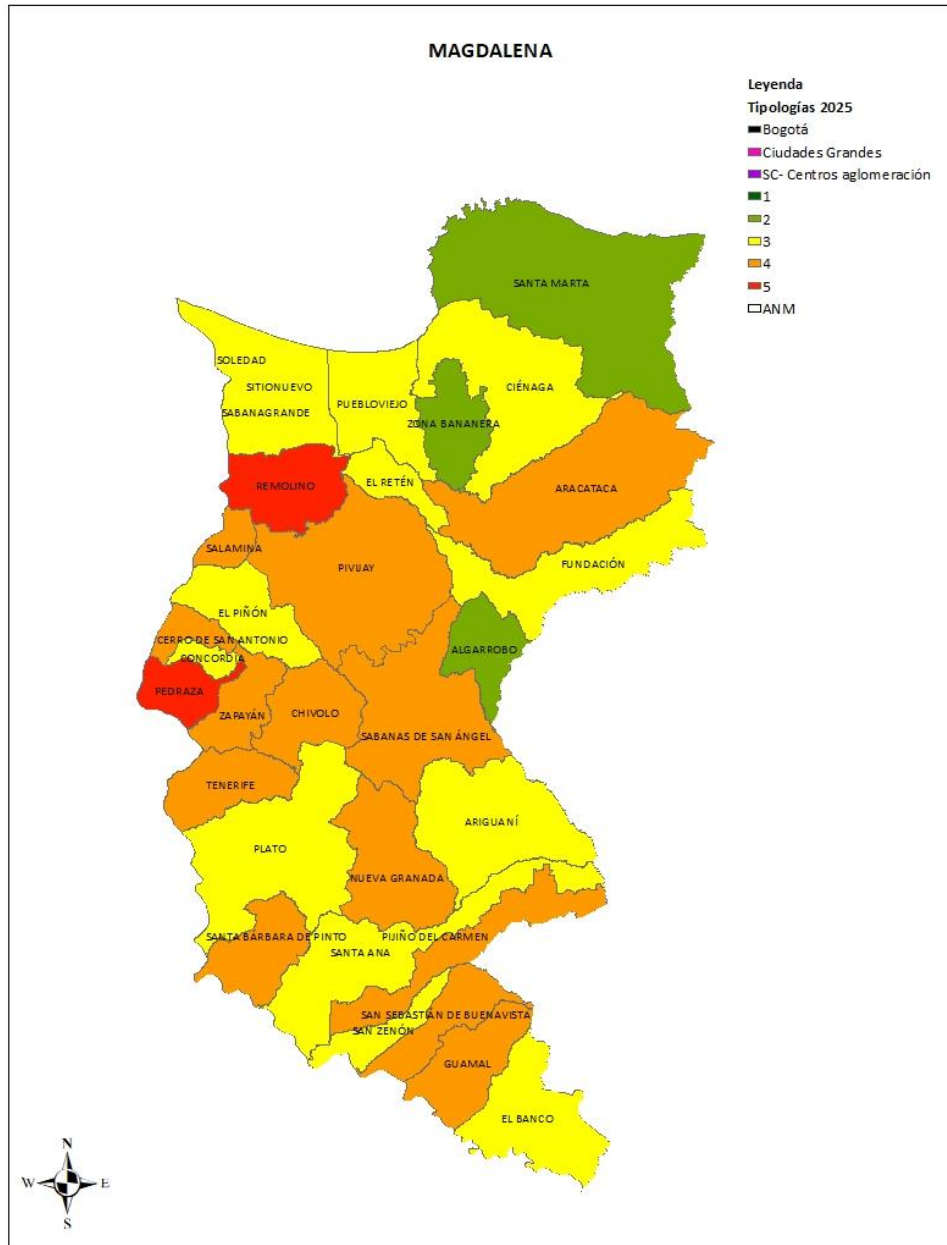 MAGDALENA
Leyenda
Tipologías 2025
Bogotá
Ciudades Grandes
SC- Centros aglomeración
1
2
3
4
5
ANM
SANTA MARTA
SOLEDAD
SITIONUEVO
SABANAGRANDE
PUEBLOVIEJO
CIÉNAGA
ZONA BANANERA
REMOLINO
EL RETÉN
ARACATACA
SALAMINA
PIVIJAY
FUNDACIÓN
EL PIÑÓN
CERRO DE SAN ANTONIO
CONCORDIA
ALGARROBO
PEDRAZA
ZAPAYÁN
CHIVOLO
SABANAS DE SAN ÁNGEL
TENERIFE
ARIGUANÍ
PLATO
NUEVA GRANADA
SANTA BÁRBARA DE PINTO
PIJIÑO DEL CARMEN
SANTA ANA
SAN SEBASTIÁN DE BUENAVISTA
SAN ZENÓN
GUAMAL
EL BANCO
N
W E
S